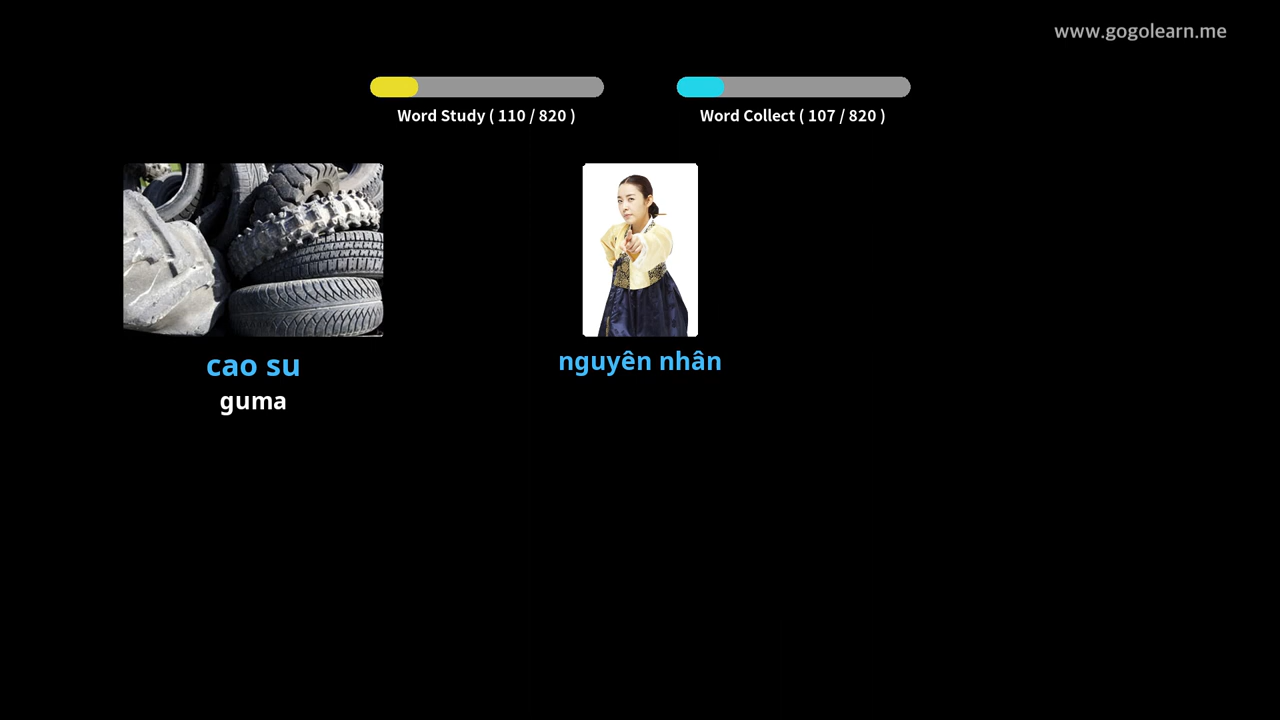 www.gogolearn.me
Word Study ( 110 / 820 )
Word Collect ( 107 / 820 )
cao su
guma
nguyên nhân